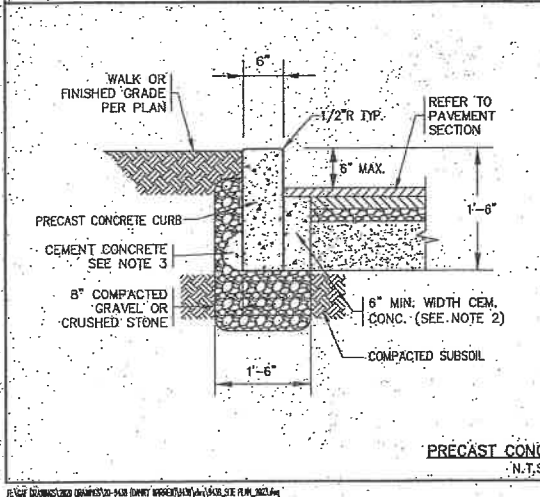 6"
WALK OR
FINISHED GRADE
PER PLAN
1/2"R TYP.
REFER TO
PAVEMENT
SECTION
6" MAX.
1'-6"
PRECAST CONCRETE CURB
CEMENT CONCRETE
SEE NOTE 3
8" COMPACTED
GRAVEL OR
CRUSHED STONE
6" MIN. WIDTH CEM.
CONC. (SEE NOTE 2)
COMPACTED SUBSOIL
1'-6"
PRECAST CONC
N.T.S